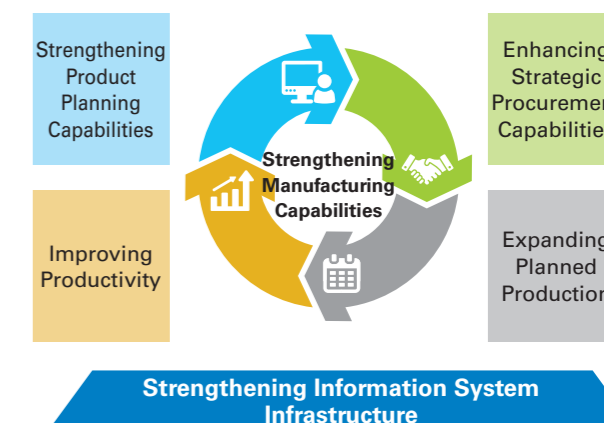 Strengthening
Product
Planning
Capabilities
Enhancing
Strategic
Procuremen
Capabilitie
Strengthening
Manufacturing
Capabilities
Improving
Productivity
Expanding
Planned
Production
Strengthening Information System
Infrastructure